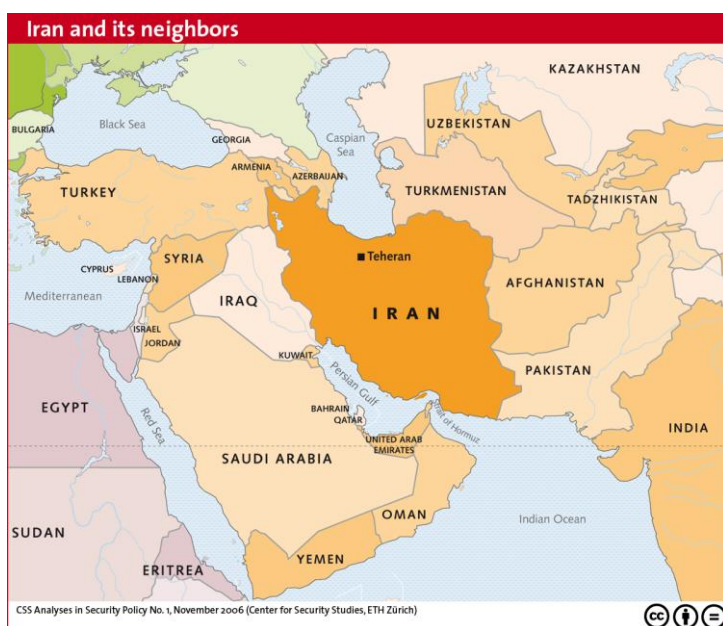 Iran and its neighbors
KAZAKHSTAN
BULGARIA
Black Sea
Caspian
Sea
UZBEKISTAN
GEORGIA
ARMENIA
AZERBAIJAN
TURKEY
TURKMENISTAN
TADZHIKISTAN
CYPRUS
SYRIA
LEBANON
Mediterranean
Teheran
IRAQ
IRAN
AFGHANISTAN
ISRAEL
JORDAN
KUWAIT
PAKISTAN
EGYPT
Red Sea
Persian Gulf
BAHRAIN
QATAR
Strait of Hormuz
UNITED ARAB
EMIRATES
INDIA
SAUDI ARABIA
OMAN
Indian Ocean
SUDAN
YEMEN
ERITREA
CSS Analyses in Security Policy No. 1, November 2006 (Center for Security Studies, ETH Zürich)
cc